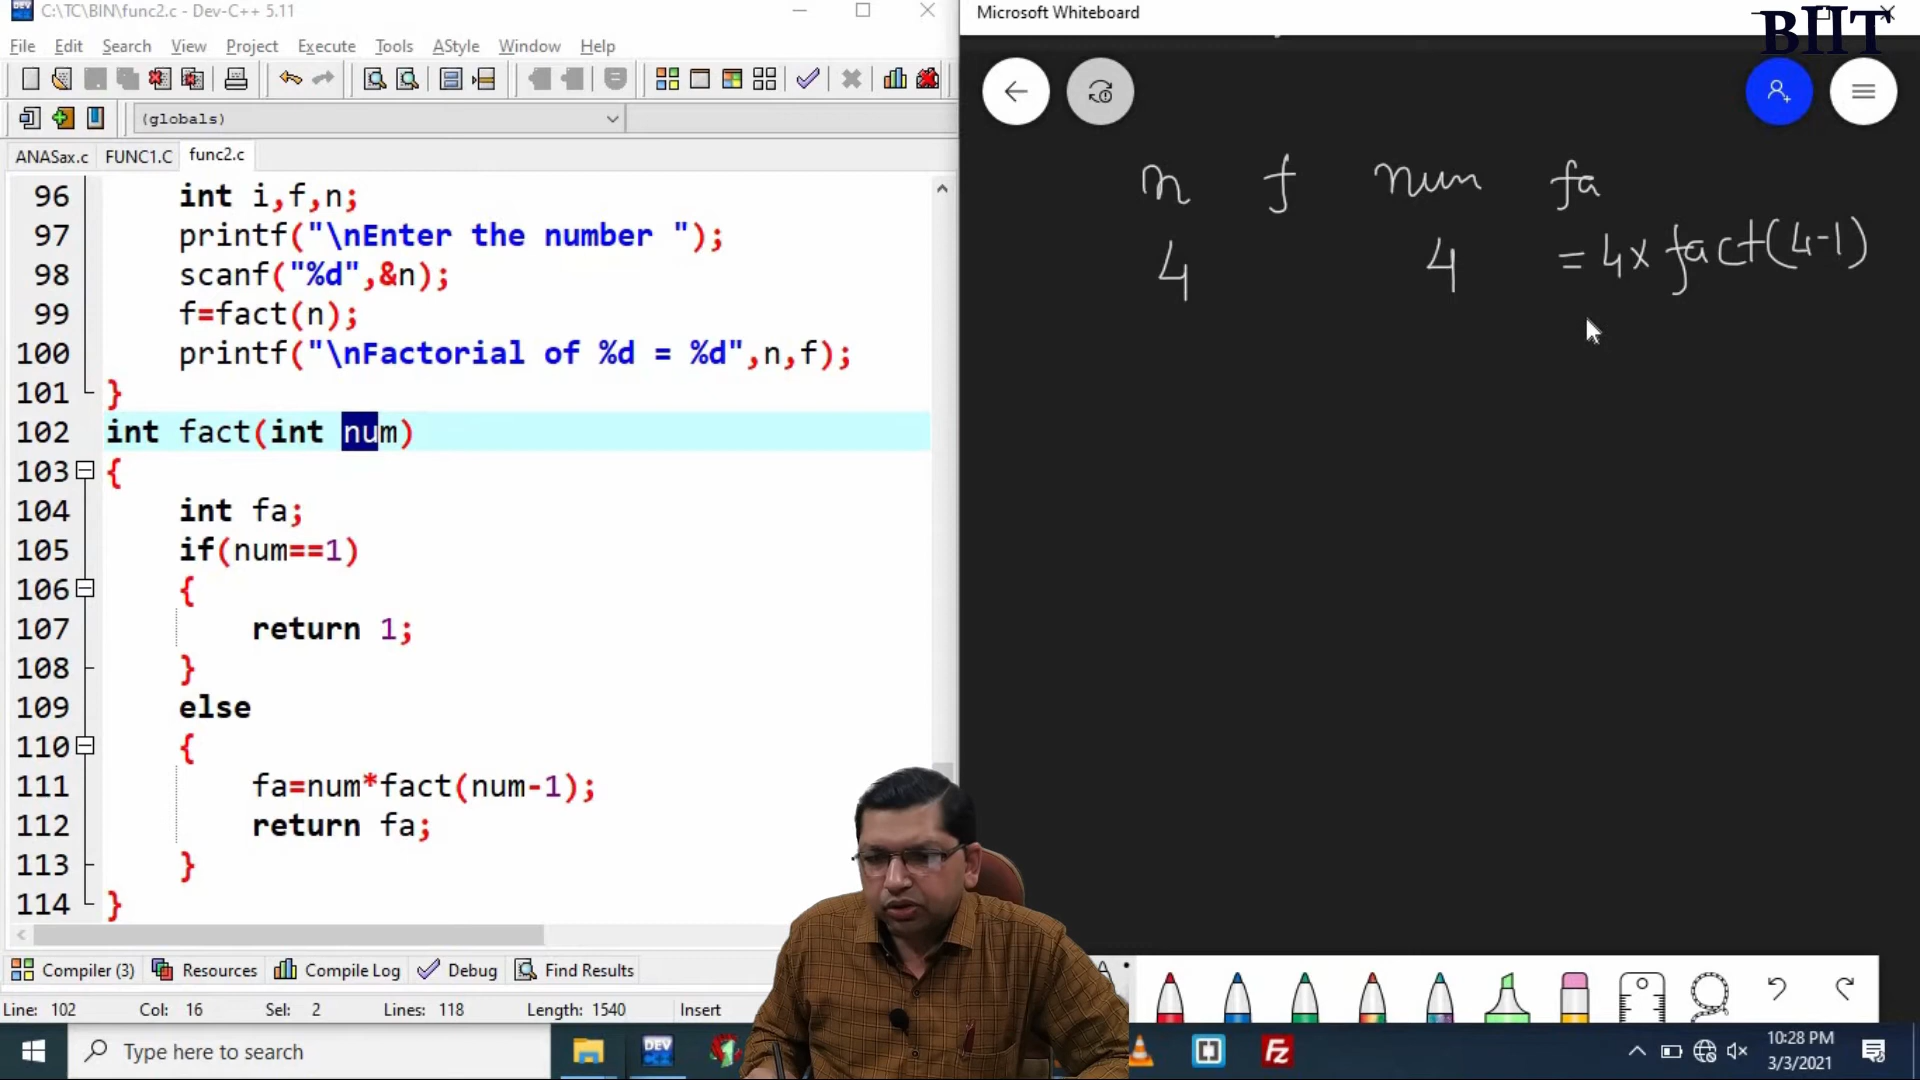 C:\TC\BIN\func2.c - Dev-C++ 5.11
File Edit Search View Project Execute Tools AStyle Window Help
(globals)
ANASax.c FUNC1.C func2.c
96 int i,f,n;
97 printf("\nEnter the number ");
98 scanf("%d",&n);
99 f=fact(n);
100 printf("\nFactorial of %d = %d",n,f);
101 }
102 int fact(int num)
103 {
104 int fa;
105 if(num==1)
106 {
107 return 1;
108 }
109 else
110 {
111 fa=num*fact(num-1);
112 return fa;
113 }
114 }
Compiler (3) Resources Compile Log Debug Find Results
Line: 102 Col: 16 Sel: 2 Lines: 118 Length: 1540 Insert
Microsoft Whiteboard
BIIT
n f num fa
4 4 = 4x fact(4-1)
Type here to search
DEV
10:28 PM
3/3/2021